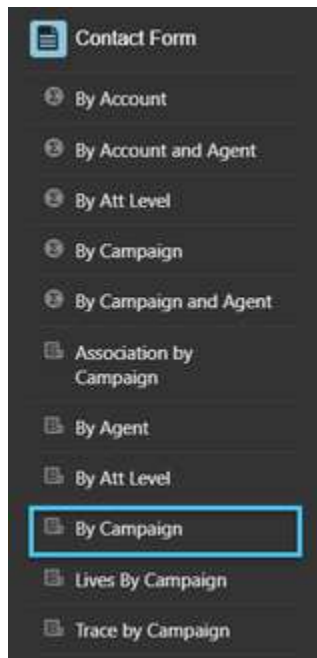 Contact Form
By Account
By Account and Agent
By Att Level
By Campaign
By Campaign and Agent
Association by
Campaign
By Agent
By Att Level
By Campaign
Lives By Campaign
Trace by Campaign